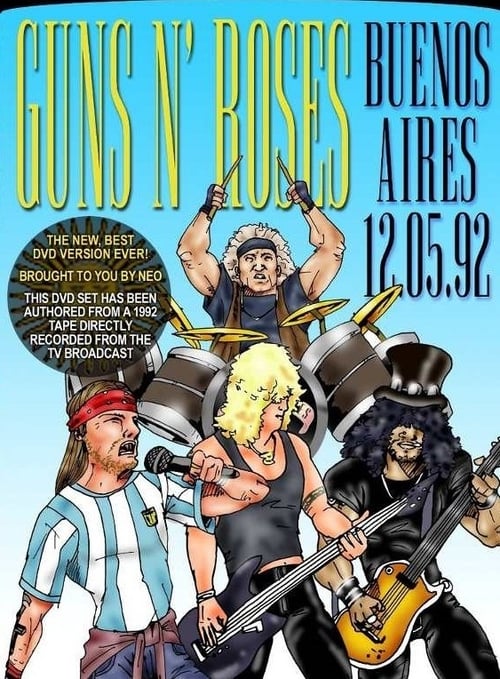 GUNS N' ROSES
BUENOS
AIRES
12.05.92
THE NEW, BEST
DVD VERSION EVER!
BROUGHT TO YOU BY NEO
THIS DVD SET HAS BEEN
AUTHORED FROM A 1992
TAPE DIRECTLY
RECORDED FROM THE
TV BROADCAST